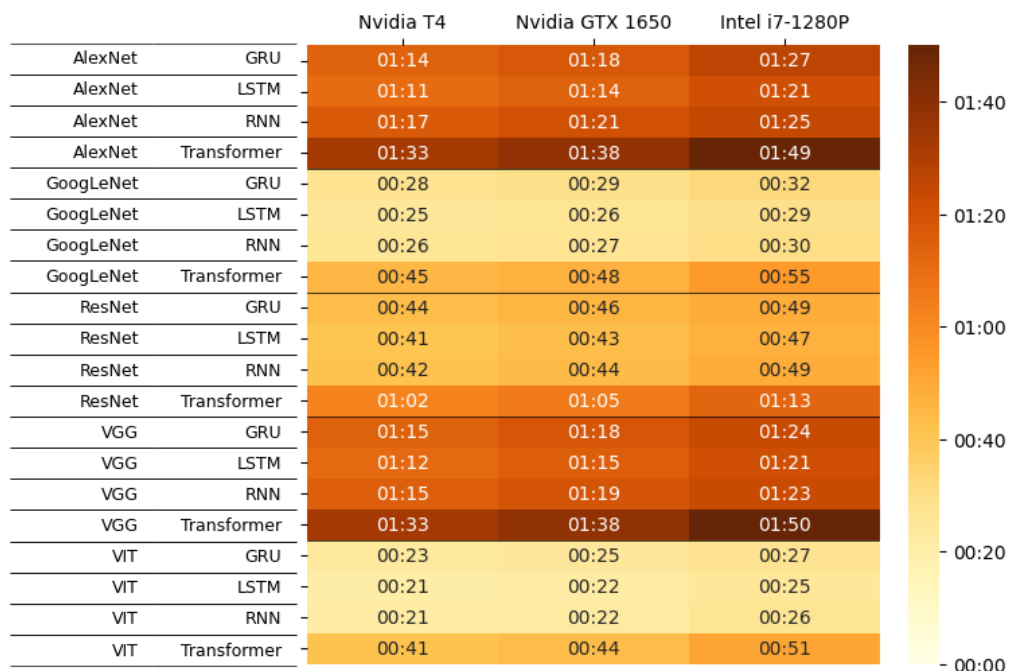 Nvidia T4 Nvidia GTX 1650 Intel i7-1280P
AlexNet GRU 01:14 01:18 01:27
AlexNet LSTM 01:11 01:14 01:21
AlexNet RNN 01:17 01:21 01:25
AlexNet Transformer 01:33 01:38 01:49
GoogLeNet GRU 00:28 00:29 00:32
GoogLeNet LSTM 00:25 00:26 00:29
GoogLeNet RNN 00:26 00:27 00:30
GoogLeNet Transformer 00:45 00:48 00:55
ResNet GRU 00:44 00:46 00:49
ResNet LSTM 00:41 00:43 00:47
ResNet RNN 00:42 00:44 00:49
ResNet Transformer 01:02 01:05 01:13
VGG GRU 01:15 01:18 01:24
VGG LSTM 01:12 01:15 01:21
VGG RNN 01:15 01:19 01:23
VGG Transformer 01:33 01:38 01:50
VIT GRU 00:23 00:25 00:27
VIT LSTM 00:21 00:22 00:25
VIT RNN 00:21 00:22 00:26
VIT Transformer 00:41 00:44 00:51
01:40
01:20
01:00
00:40
00:20
00:00